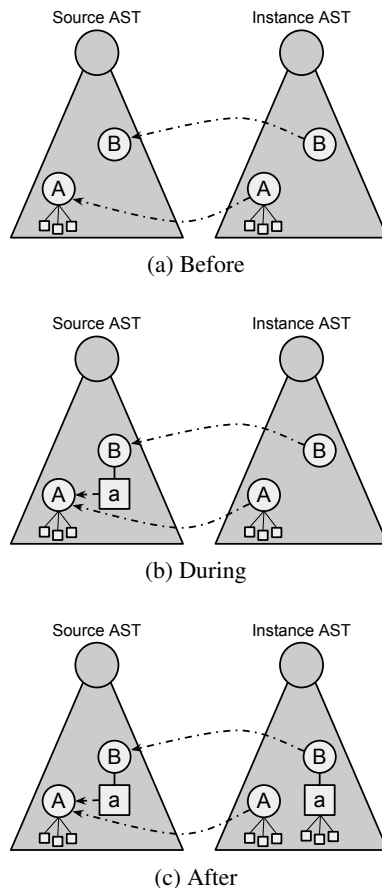 Source AST Instance AST
B B
A A
(a) Before
Source AST Instance AST
B B
A a A
(b) During
Source AST Instance AST
B B
A a A a
(c) After